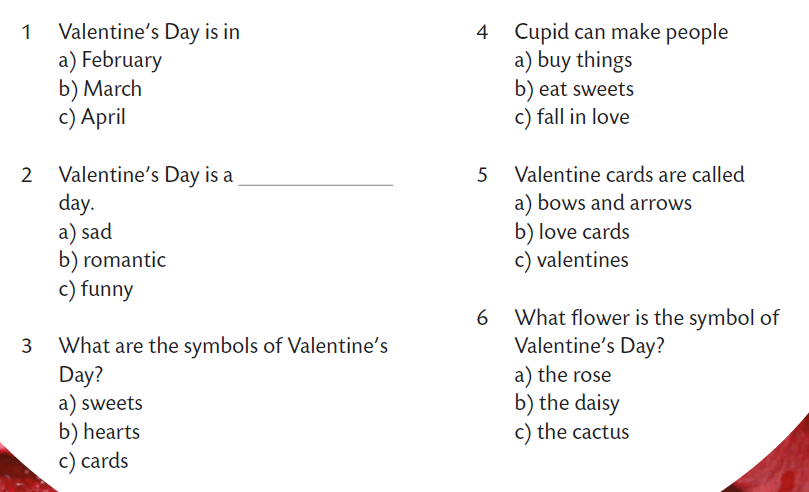 1 Valentine’s Day is in
a) February
b) March
c) April
2 Valentine’s Day is a ______________
day.
a) sad
b) romantic
c) funny
3 What are the symbols of Valentine’s
Day?
a) sweets
b) hearts
c) cards
4 Cupid can make people
a) buy things
b) eat sweets
c) fall in love
5 Valentine cards are called
a) bows and arrows
b) love cards
c) valentines
6 What flower is the symbol of
Valentine’s Day?
a) the rose
b) the daisy
c) the cactus